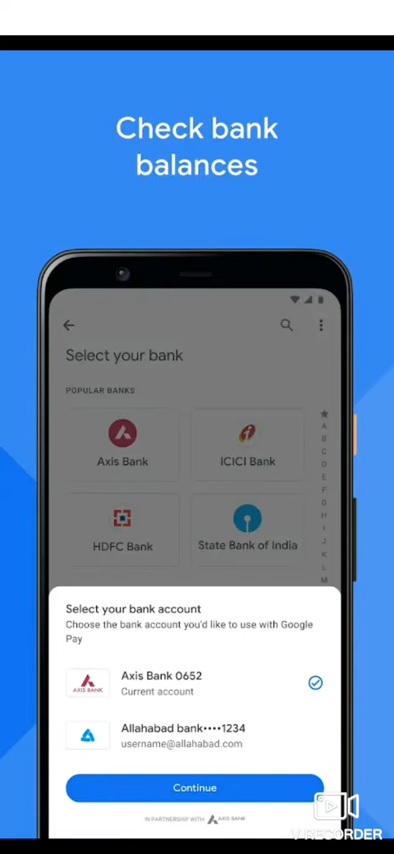 Check bank
balances
Select your bank
POPULAR BANKS
Axis Bank
ICICI Bank
HDFC Bank
State Bank of India
A
B
C
D
E
F
G
H
I
J
K
L
M
Select your bank account
Choose the bank account you'd like to use with Google
Pay
AXIS BANK
Axis Bank 0652
Current account
Allahabad bank••••1234
username@allahabad.com
Continue
IN PARTNERSHIP WITH AXIS BANK
V RECORDER